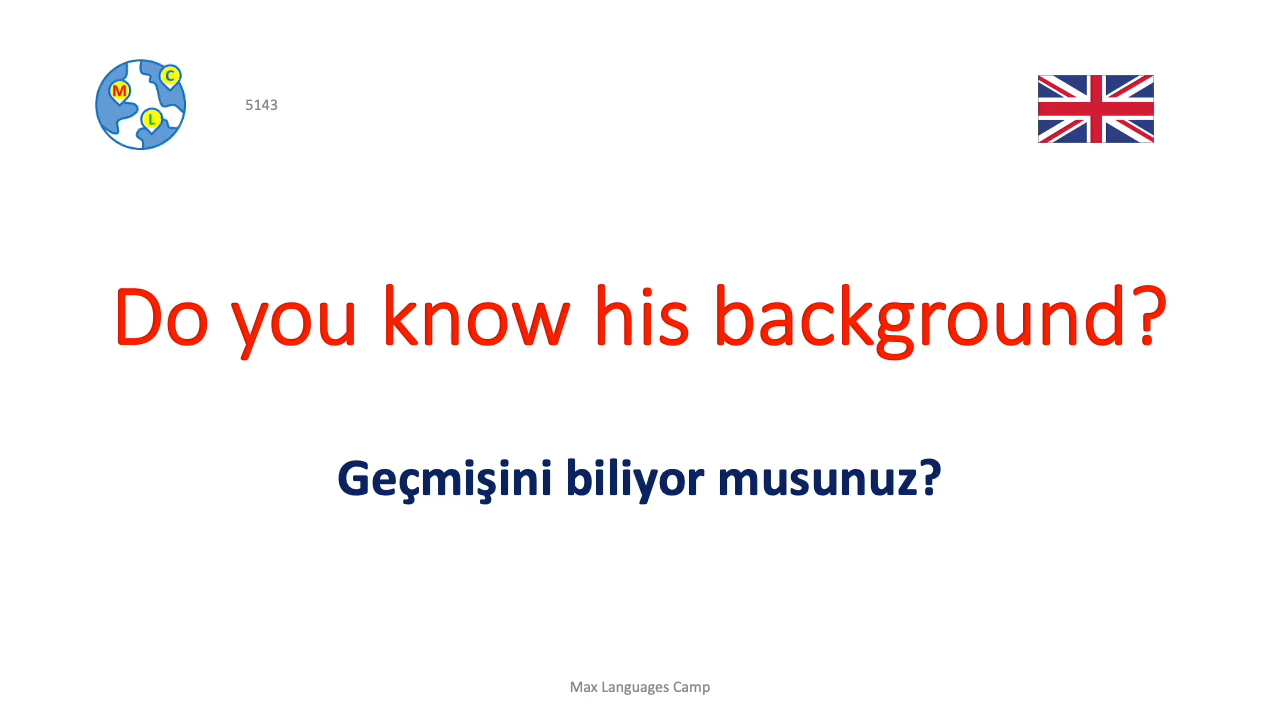 M
C
L
5143
Do you know his background?
Geçmişini biliyor musunuz?
Max Languages Camp